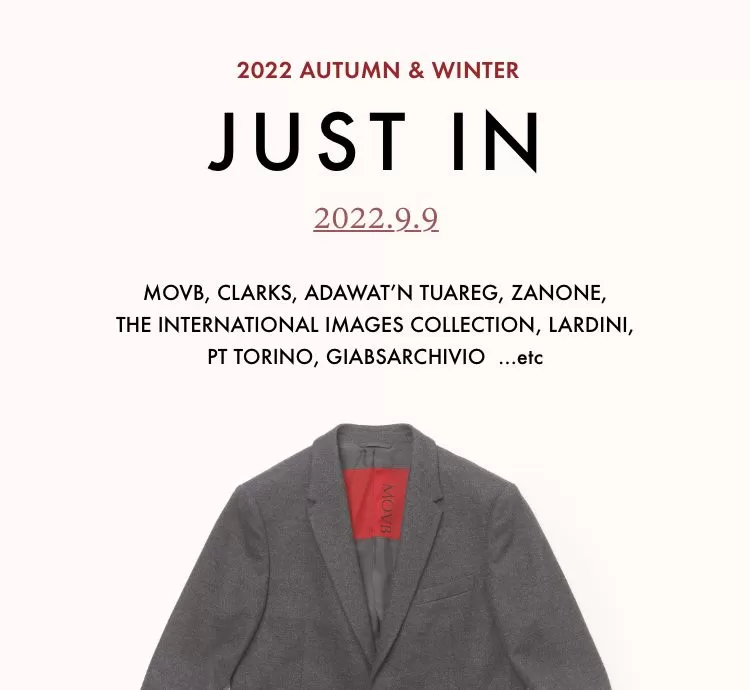 2022 AUTUMN & WINTER
JUST IN
2022.9.9
MOVB, CLARKS, ADAWAT’N TUAREG, ZANONE,
THE INTERNATIONAL IMAGES COLLECTION, LARDINI,
PT TORINO, GIABSARCHIVIO ...etc
MOVB